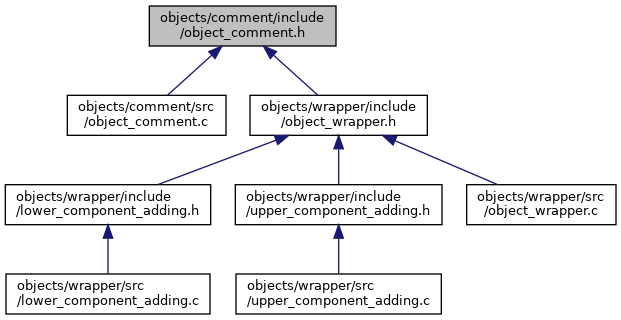 objects/comment/include
/object_comment.h
objects/comment/src
/object_comment.c
objects/wrapper/include
/object_wrapper.h
objects/wrapper/include
/lower_component_adding.h
objects/wrapper/include
/upper_component_adding.h
objects/wrapper/src
/object_wrapper.c
objects/wrapper/src
/lower_component_adding.c
objects/wrapper/src
/upper_component_adding.c